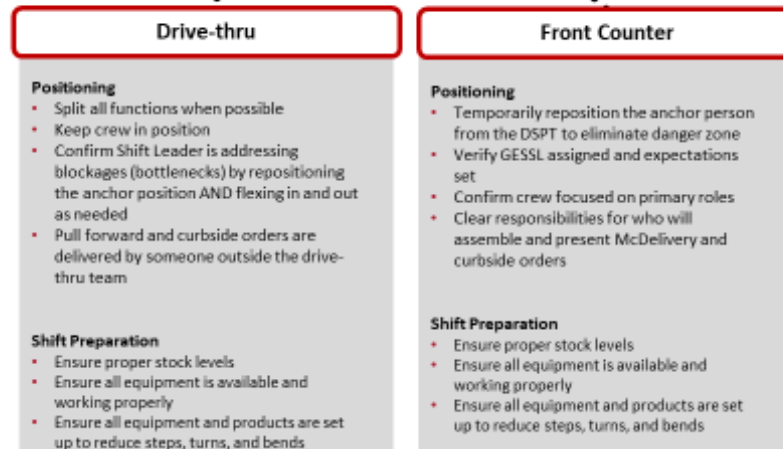 Drive-thru
Positioning
• Split all functions when possible
• Keep crew in position
• Confirm Shift Leader is addressing
blockages (bottlenecks) by repositioning
the anchor position AND flexing in and out
as needed
• Pull forward and curbside orders are
delivered by someone outside the drive-
thru team
Shift Preparation
• Ensure proper stock levels
• Ensure all equipment is available and
working properly
• Ensure all equipment and products are set
up to reduce steps, turns, and bends
Front Counter
Positioning
• Temporarily reposition the anchor person
from the DSPT to eliminate danger zone
• Verify GESSL assigned and expectations
set
• Confirm crew focused on primary roles
• Clear responsibilities for who will
assemble and present McDelivery and
curbside orders
Shift Preparation
• Ensure proper stock levels
• Ensure all equipment is available and
working properly
• Ensure all equipment and products are set
up to reduce steps, turns, and bends